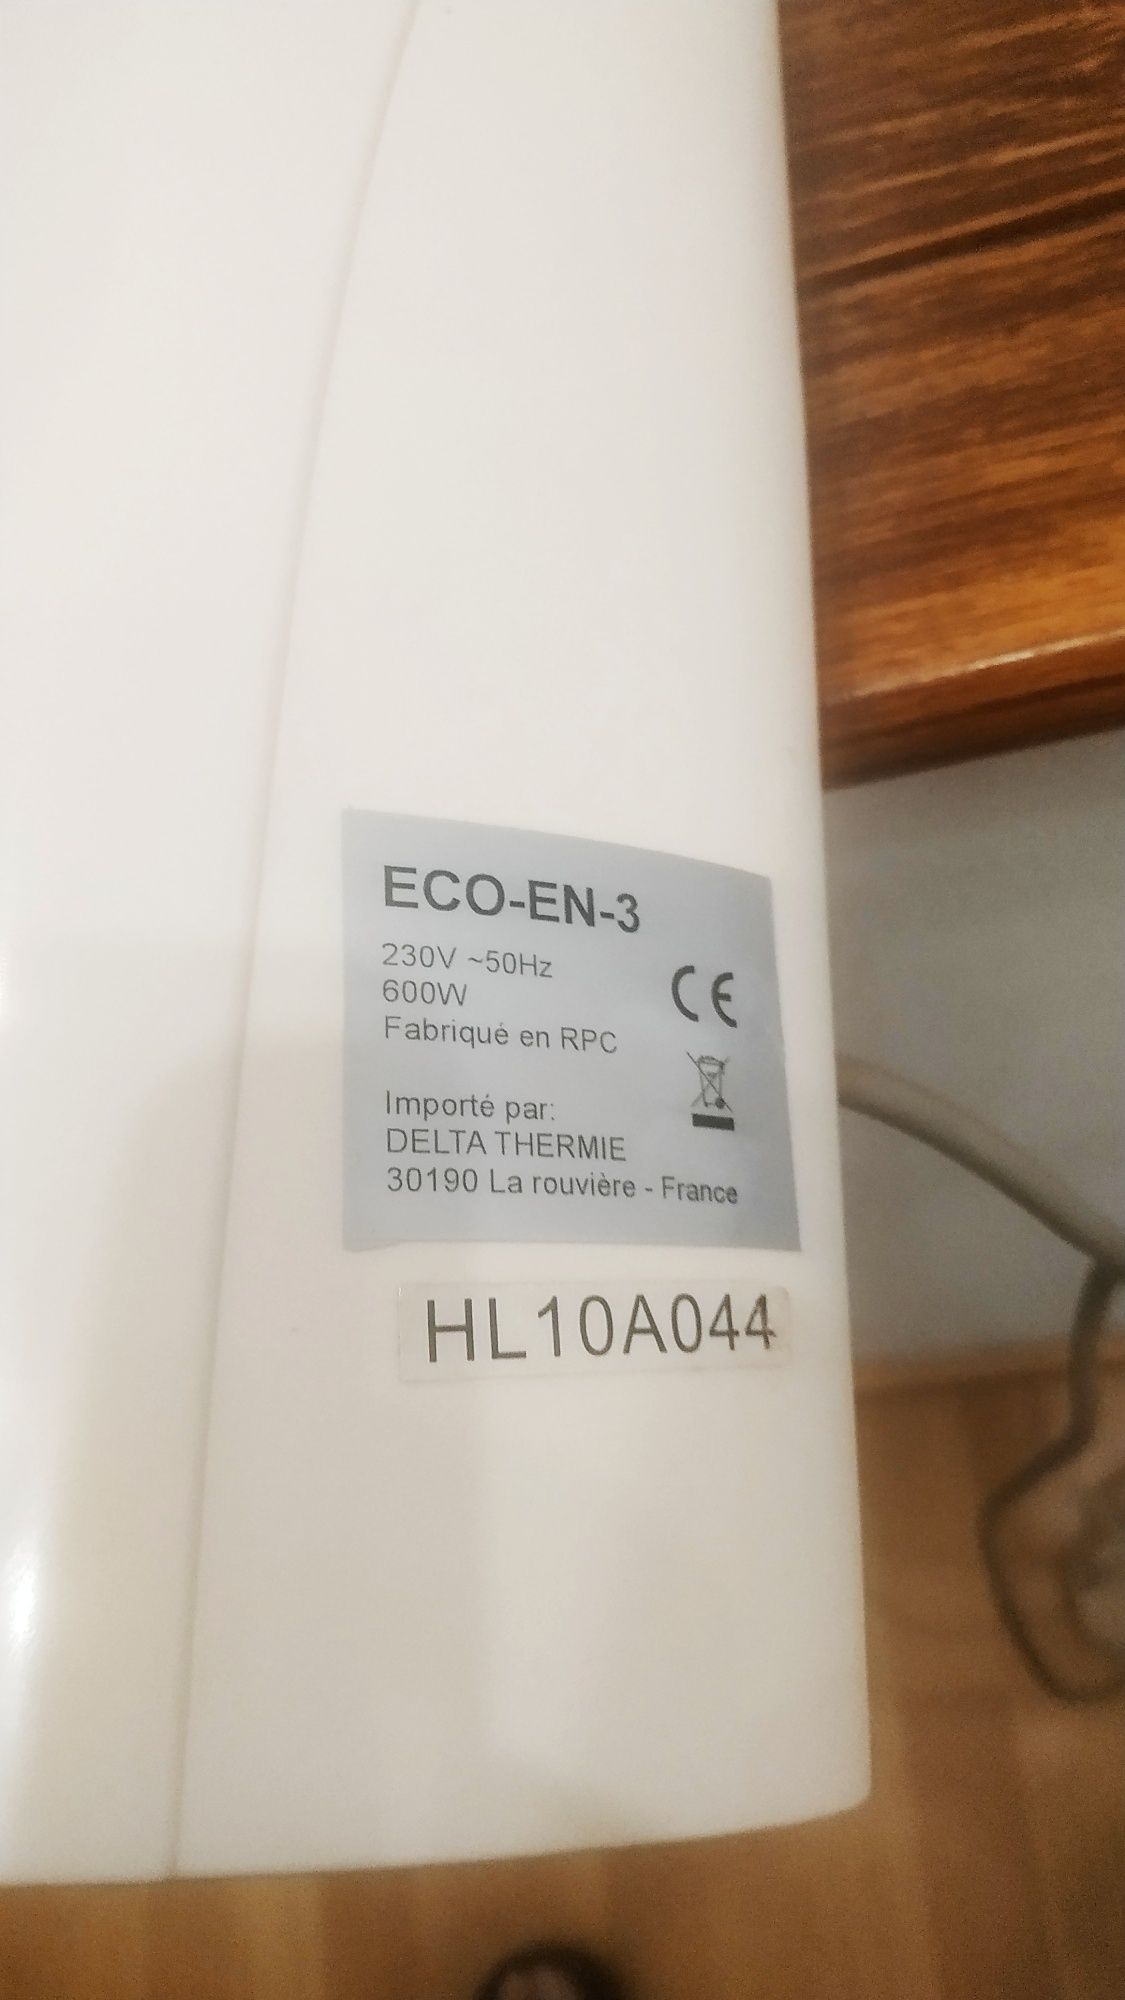 ECO-EN-3
230V ~50Hz
600W
CE
Fabriqué en RPC
Importé par:
DELTA THERMIE
30190 La rouvière - France
HL10A044